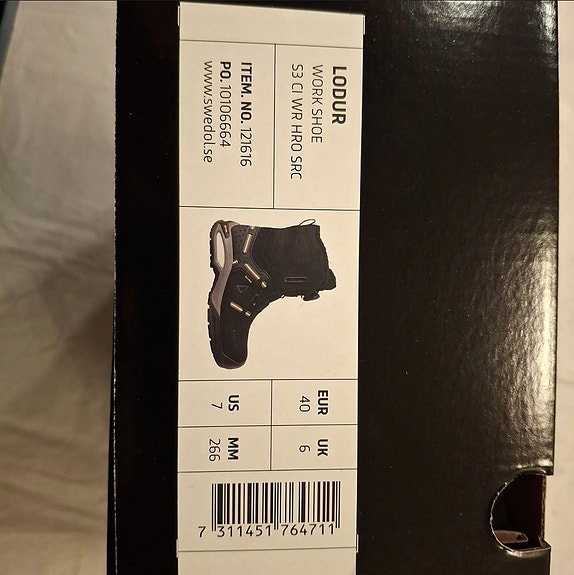 LODUR
WORK SHOE
S3 CI WR HRO SRC
ITEM. NO. 121616
PO. 10106664
www.swedol.se
EUR
40
UK
6
US
7
MM
266
7 311451 764711